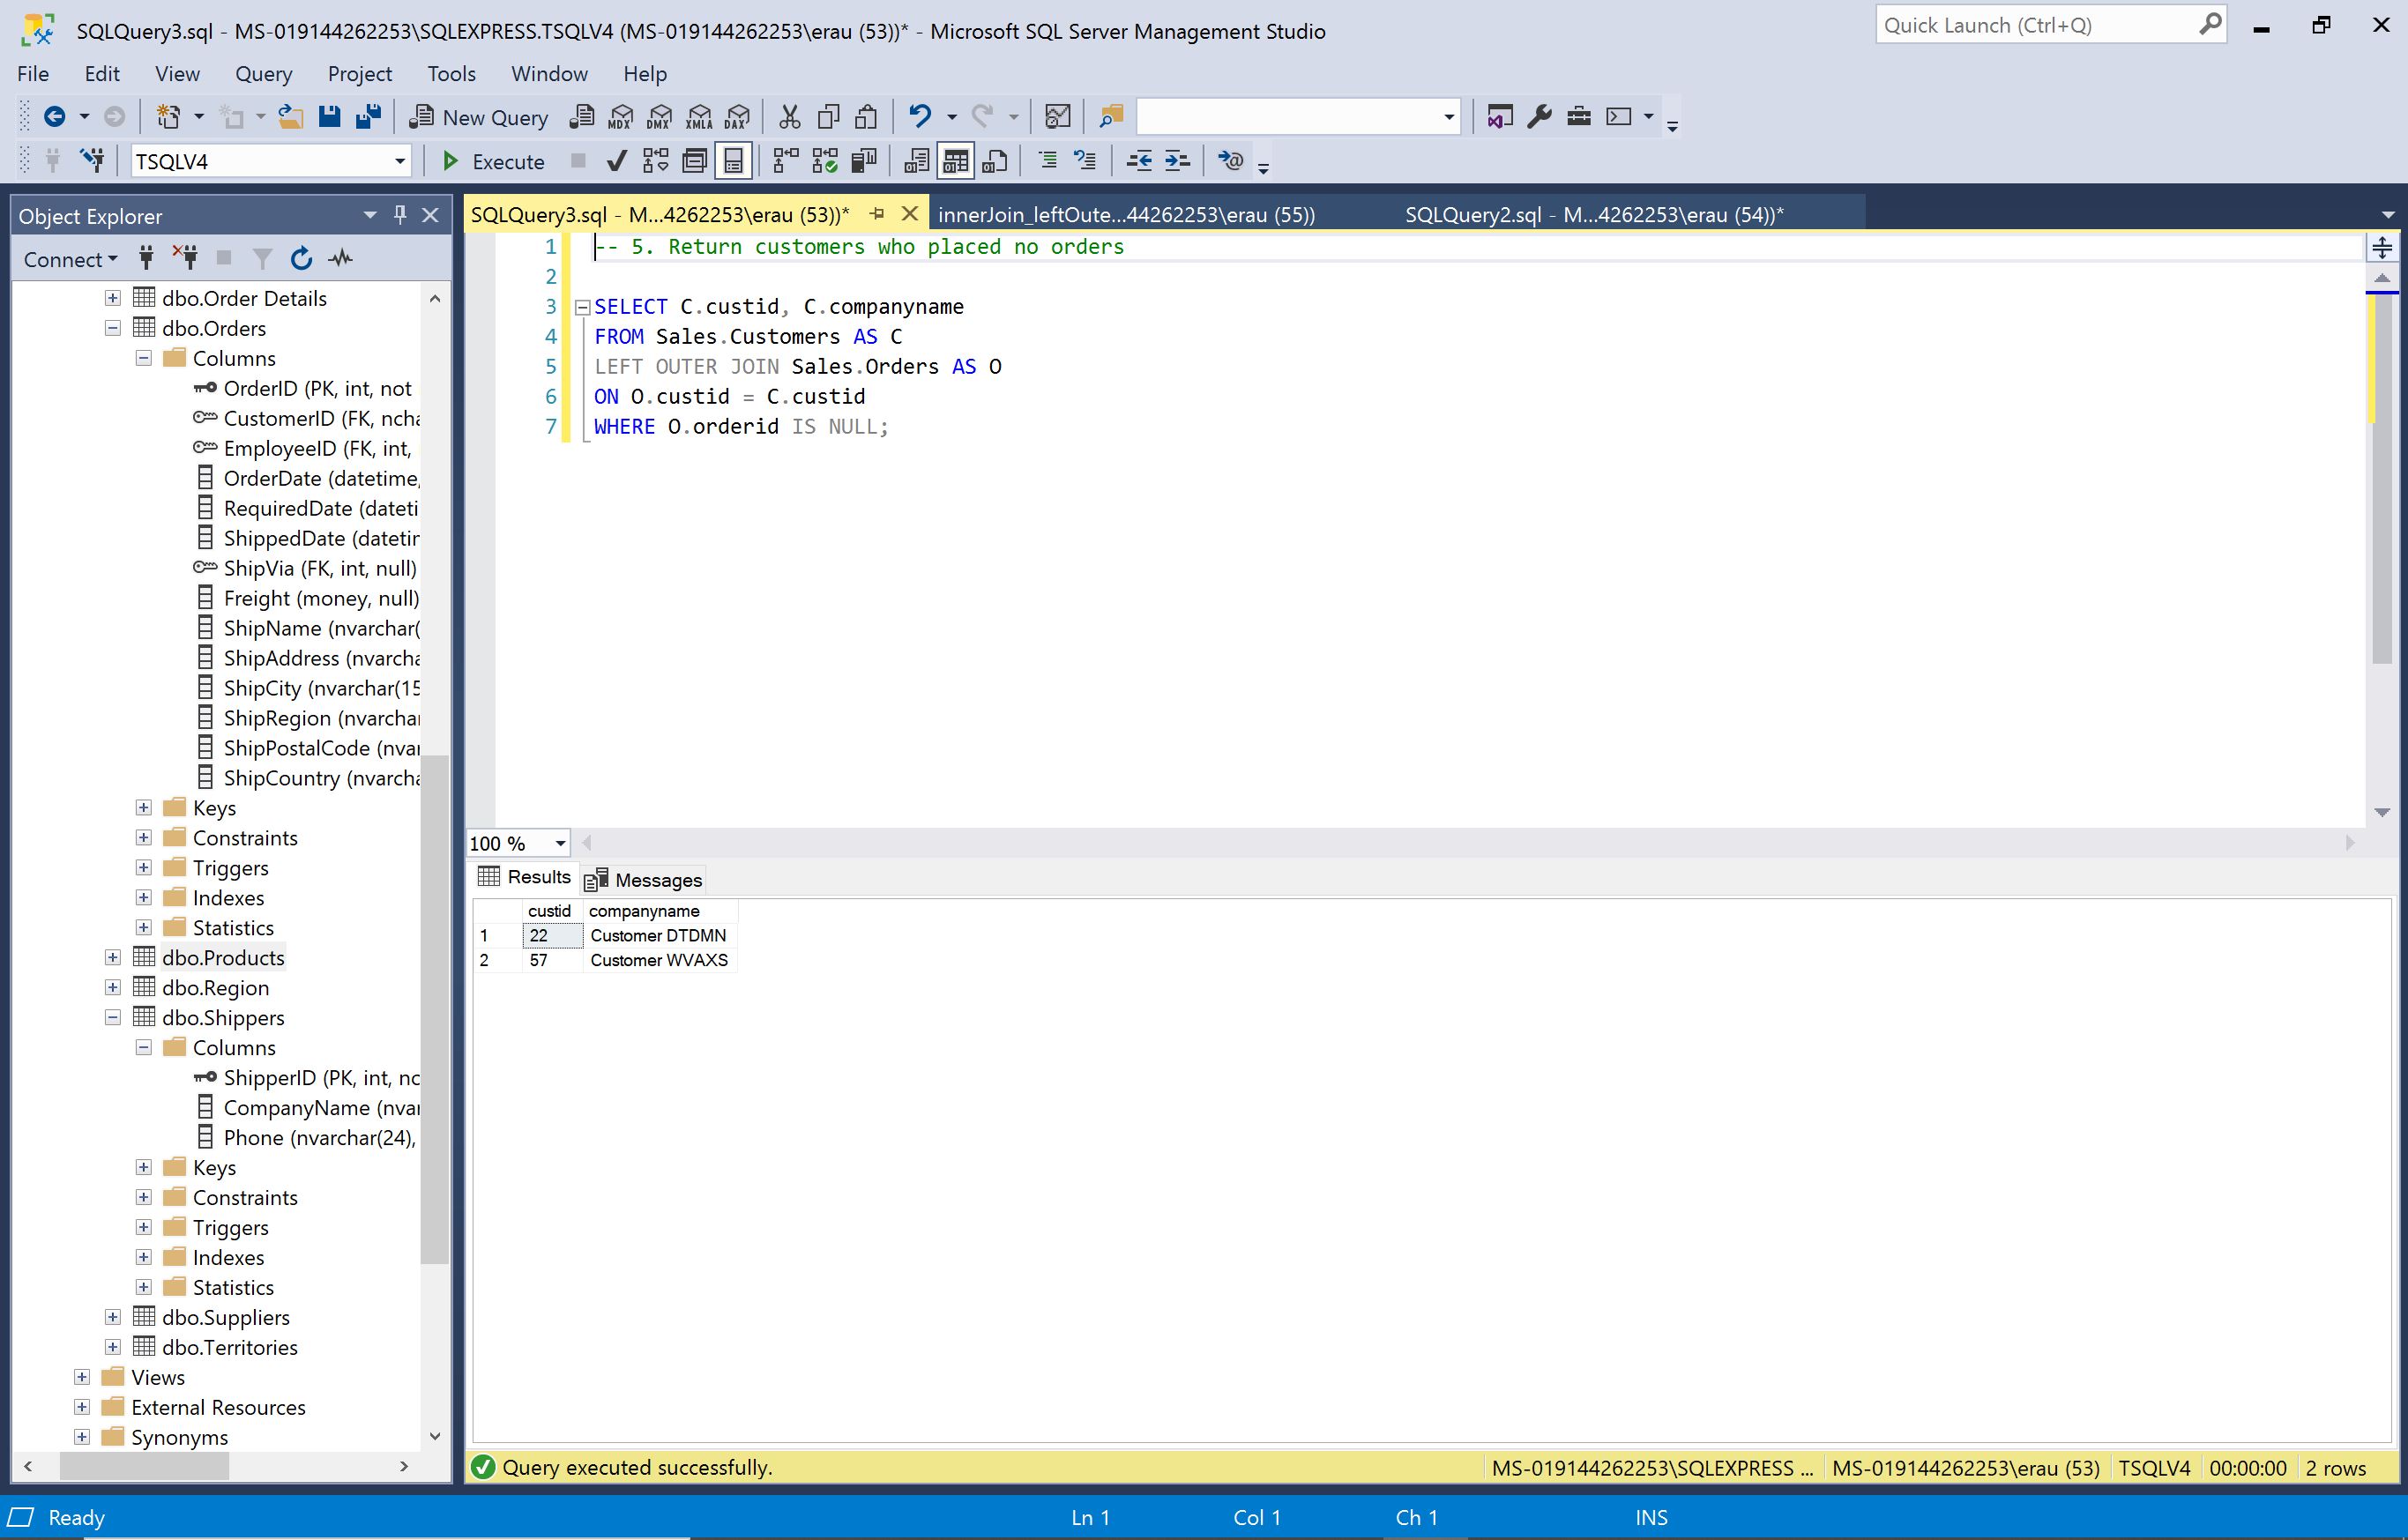 SQLQuery3.sql - MS-019144262253\SQLEXPRESS.TSQLV4 (MS-019144262253\erau (53))* - Microsoft SQL Server Management Studio
Quick Launch (Ctrl+Q)
File Edit View Query Project Tools Window Help
New Query MDX DMX XMLA DAX
TSQLV4 Execute
Object Explorer
Connect
dbo.Order Details
dbo.Orders
Columns
OrderID (PK, int, not
CustomerID (FK, ncha
EmployeeID (FK, int,
OrderDate (datetime,
RequiredDate (dateti
ShippedDate (datetin
ShipVia (FK, int, null)
Freight (money, null)
ShipName (nvarchar(
ShipAddress (nvarcha
ShipCity (nvarchar(15
ShipRegion (nvarchar
ShipPostalCode (nvar
ShipCountry (nvarcha
Keys
Constraints
Triggers
Indexes
Statistics
dbo.Products
dbo.Region
dbo.Shippers
Columns
ShipperID (PK, int, nc
CompanyName (nvar
Phone (nvarchar(24),
Keys
Constraints
Triggers
Indexes
Statistics
dbo.Suppliers
dbo.Territories
Views
External Resources
Synonyms
SQLQuery3.sql - M...4262253\erau (53))* innerJoin_leftOute...44262253\erau (55)) SQLQuery2.sql - M...4262253\erau (54))*
1 -- 5. Return customers who placed no orders
2
3 SELECT C.custid, C.companyname
4 FROM Sales.Customers AS C
5 LEFT OUTER JOIN Sales.Orders AS O
6 ON O.custid = C.custid
7 WHERE O.orderid IS NULL;
100 %
Results Messages
custid companyname
1 22 Customer DTDMN
2 57 Customer WVAXS
Query executed successfully. MS-019144262253\SQLEXPRESS ... MS-019144262253\erau (53) TSQLV4 00:00:00 2 rows
Ready Ln 1 Col 1 Ch 1 INS